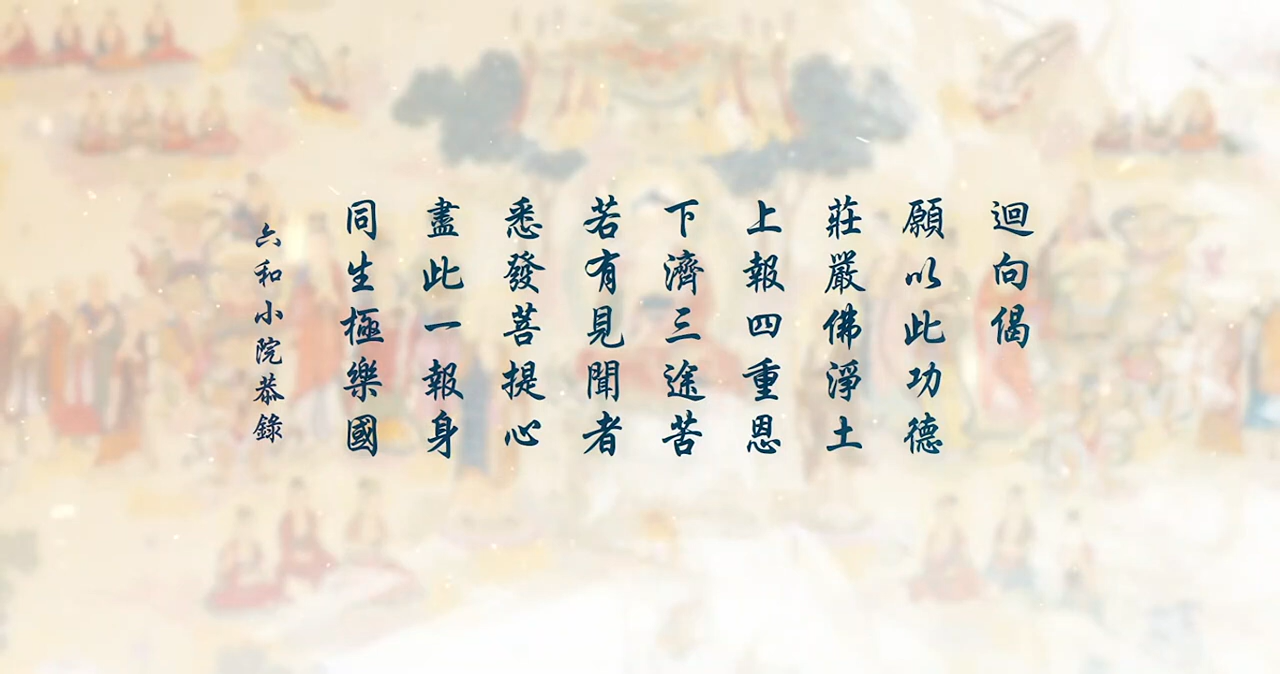 迴向偈
願以此功德
莊嚴佛淨土
上報四重恩
下濟三途苦
若有見聞者
悉發菩提心
盡此一報身
同生極樂國
六和小院恭錄